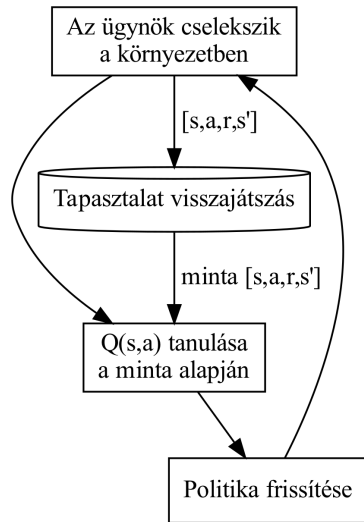 Az ügynök cselekszik
a környezetben
[s,a,r,s']
Tapasztalat visszajátszás
minta [s,a,r,s']
Q(s,a) tanulása
a minta alapján
Politika frissítése